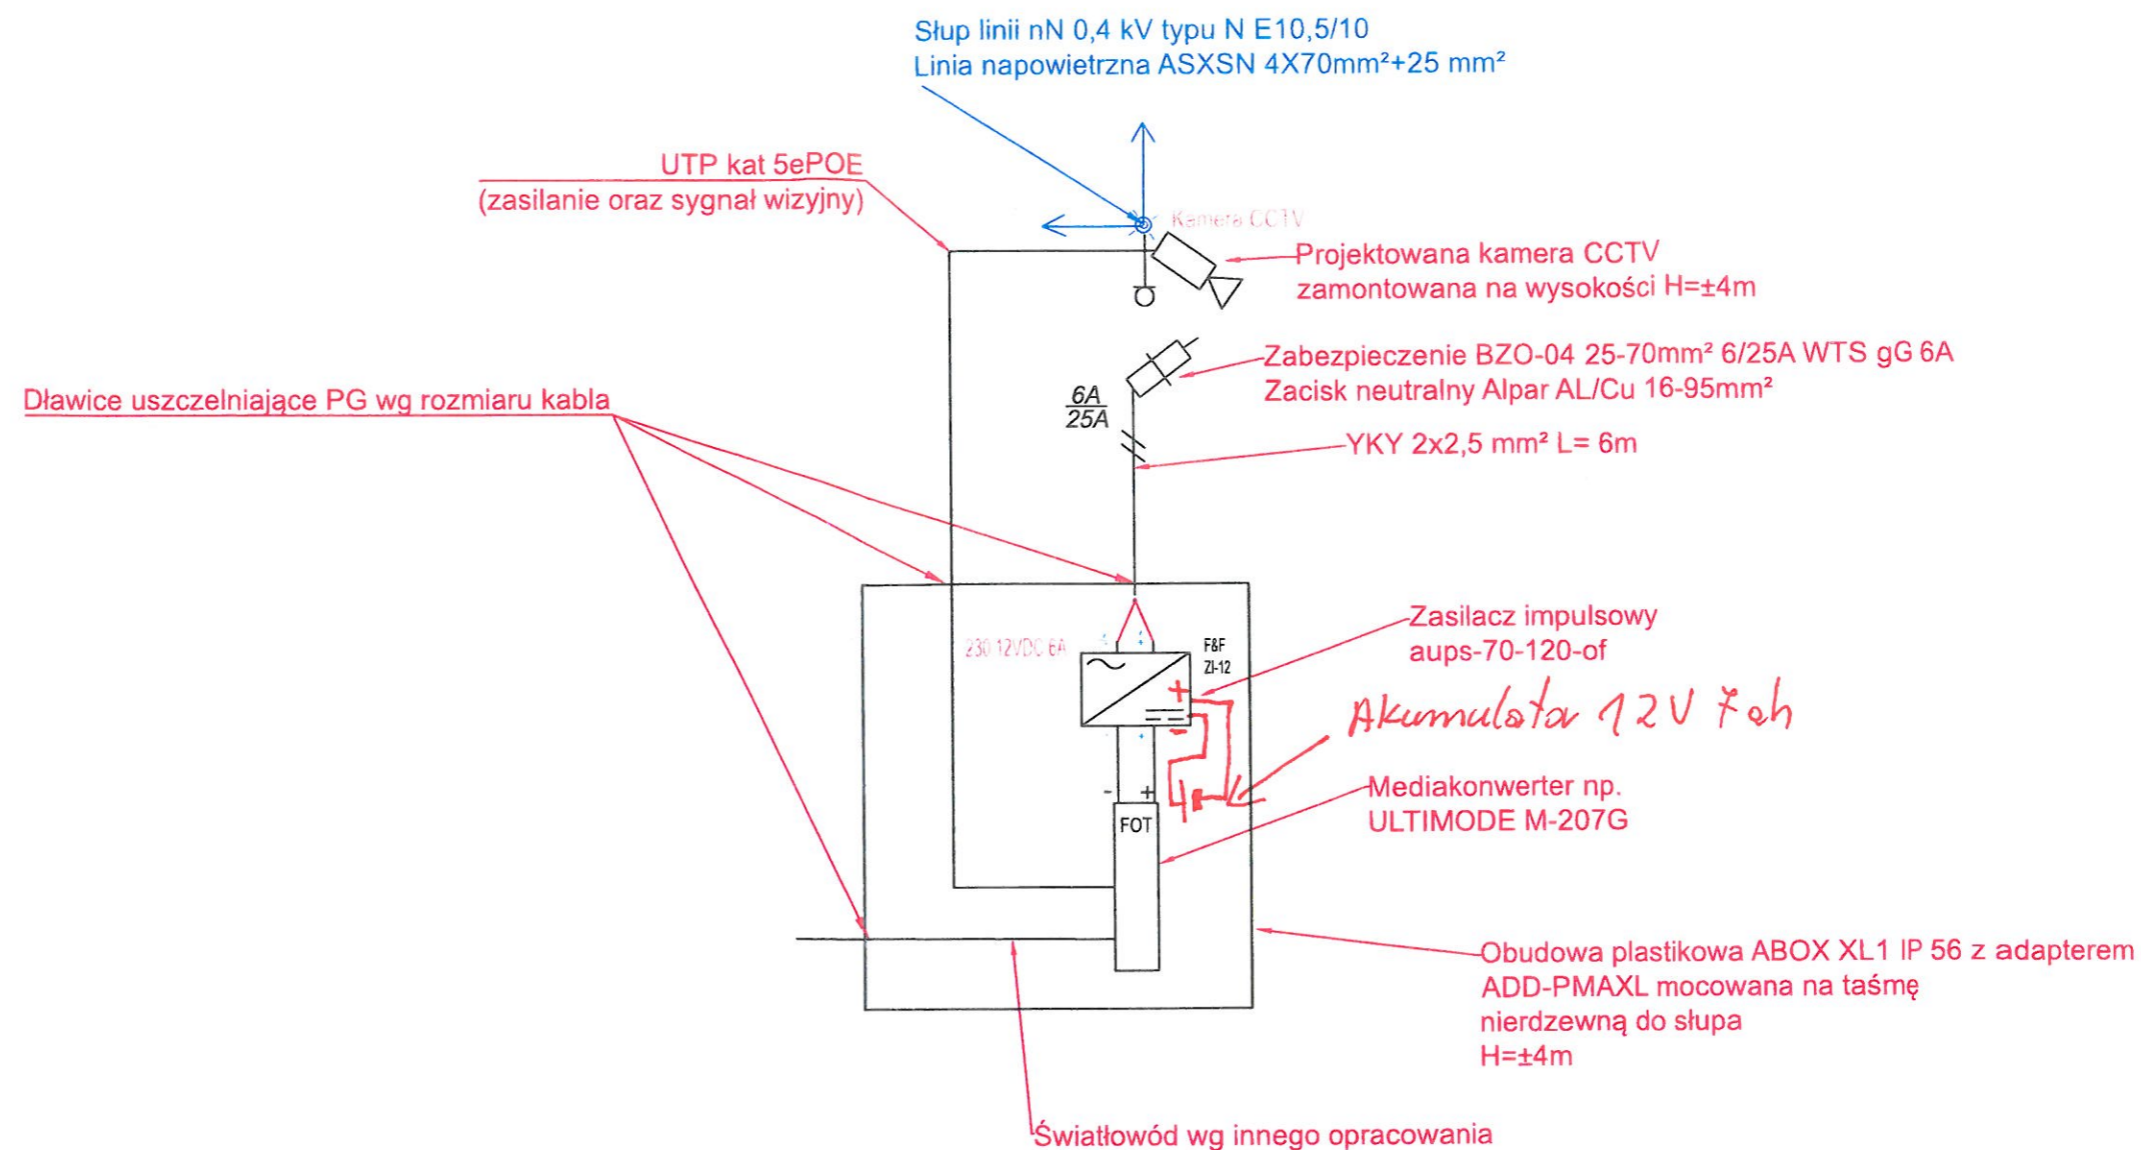 Słup linii nN 0,4 kV typu N E10,5/10
Linia napowietrzna ASXSN 4X70mm²+25 mm²
UTP kat 5ePOE
(zasilanie oraz sygnał wizyjny)
Kamera CCTV
Projektowana kamera CCTV
zamontowana na wysokości H=±4m
Zabezpieczenie BZO-04 25-70mm² 6/25A WTS gG 6A
Zacisk neutralny Alpar AL/Cu 16-95mm²
Dławice uszczelniające PG wg rozmiaru kabla
6A
25A
YKY 2x2,5 mm² L= 6m
230 12VDC 6A
F&F
ZI-12
Zasilacz impulsowy
aups-70-120-of
+
-
Akumulator 12V 7ah
- +
FOT
Mediakonwerter np.
ULTIMODE M-207G
Obudowa plastikowa ABOX XL1 IP 56 z adapterem
ADD-PMAXL mocowana na taśmę
nierdzewną do słupa
H=±4m
Światłowód wg innego opracowania